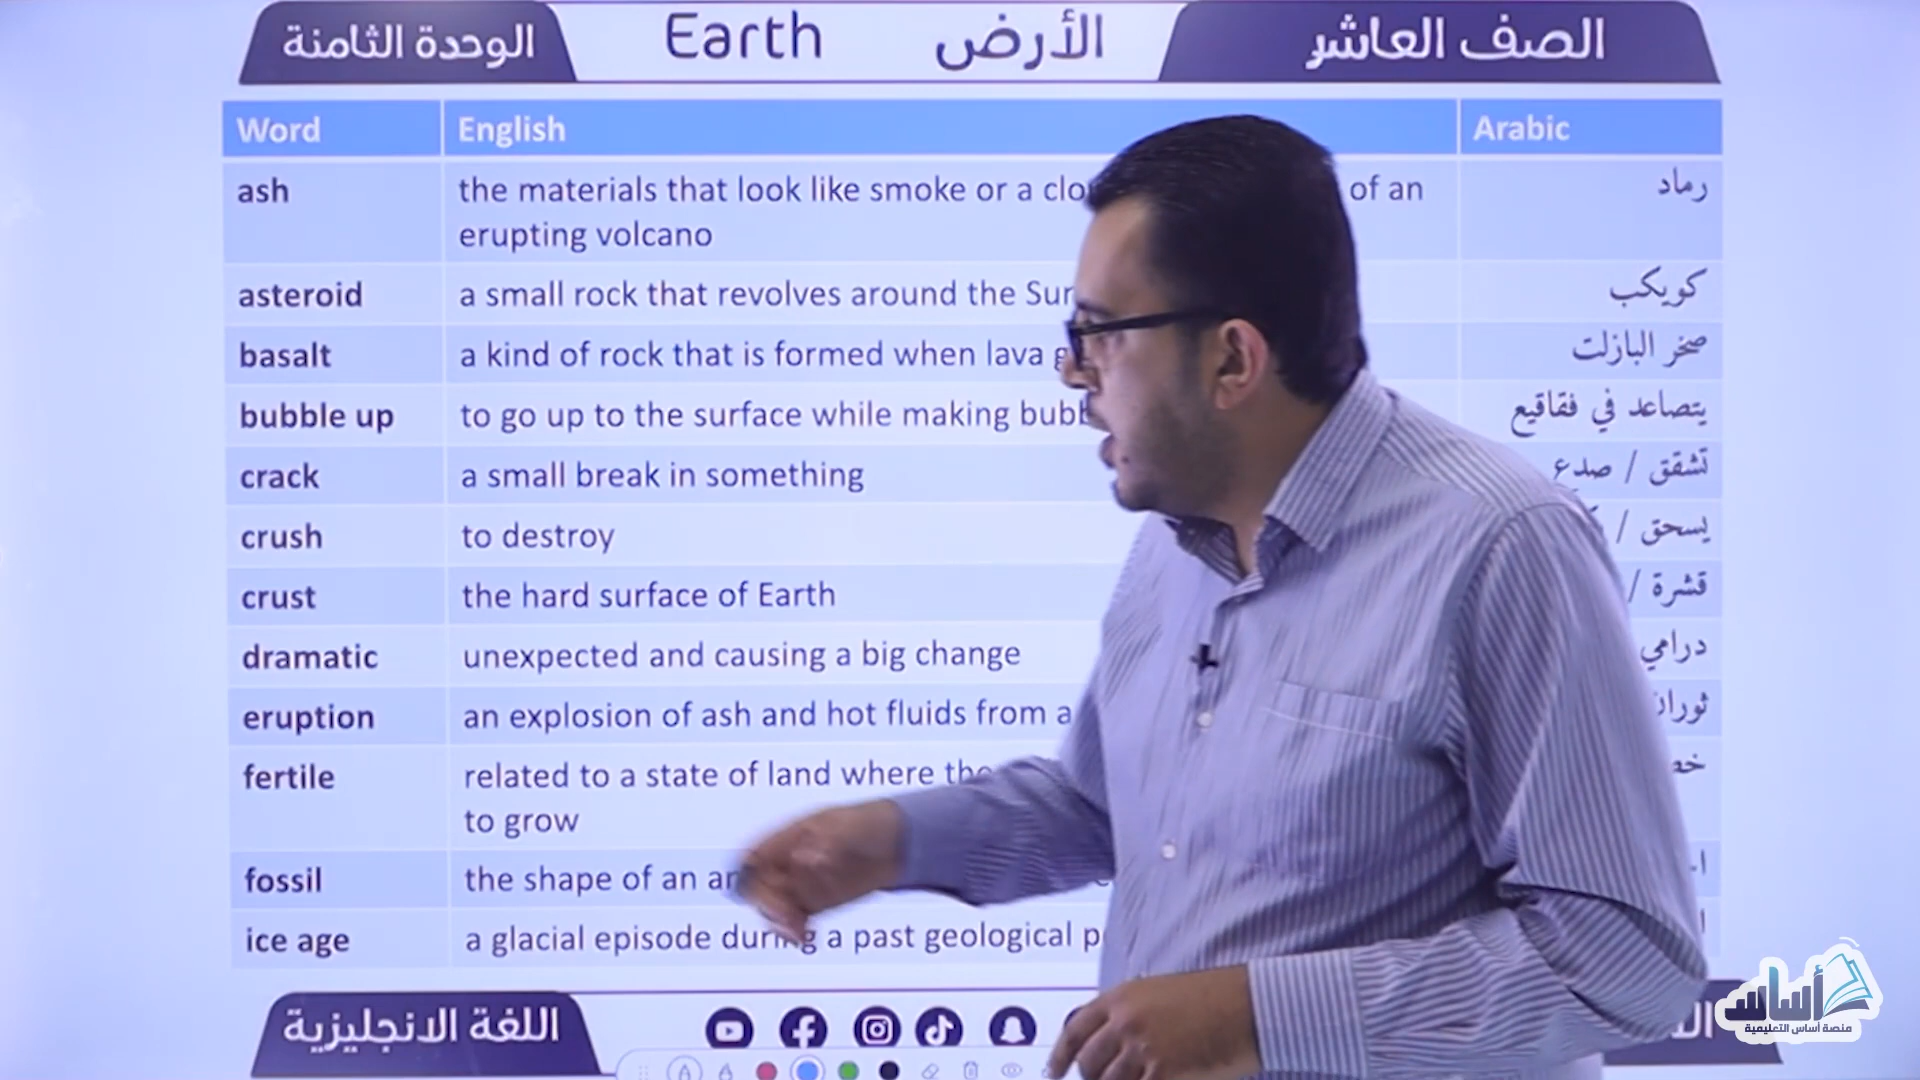 الصف العاشر
الأرض Earth
الوحدة الثامنة
Word English Arabic
ash the materials that look like smoke or a of an رماد
erupting volcano
asteroid a small rock that revolves around the كويكب
basalt a kind of rock that is formed when lava صخر البازلت
bubble up to go up to the surface while making يتصاعد في فقاقيع
crack a small break in something تشقق / صدع
crush to destroy يسحق /
crust the hard surface of Earth قشرة /
dramatic unexpected and causing a big change درامي
eruption an explosion of ash and hot fluids from a
fertile related to a state of land where
to grow
fossil the shape of an
ice age a glacial episode during a past geological
اللغة الانجليزية
أساس
منصة أساس التعليمية